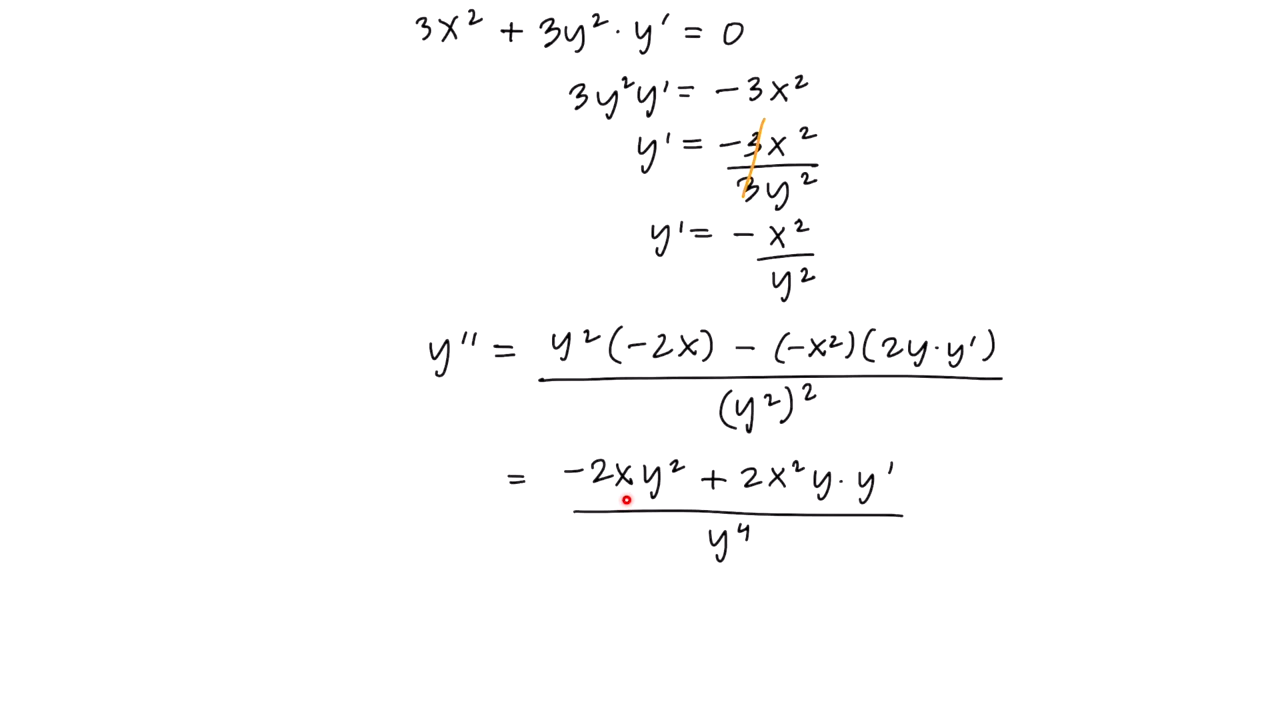 3x² + 3y² · y' = 0
3y²y' = -3x²
y' = -3x² / 3y²
y' = - x² / y²
y'' = y²(-2x) - (-x²)(2y·y') / (y²)²
= -2xy² + 2x²y· y' / y⁴